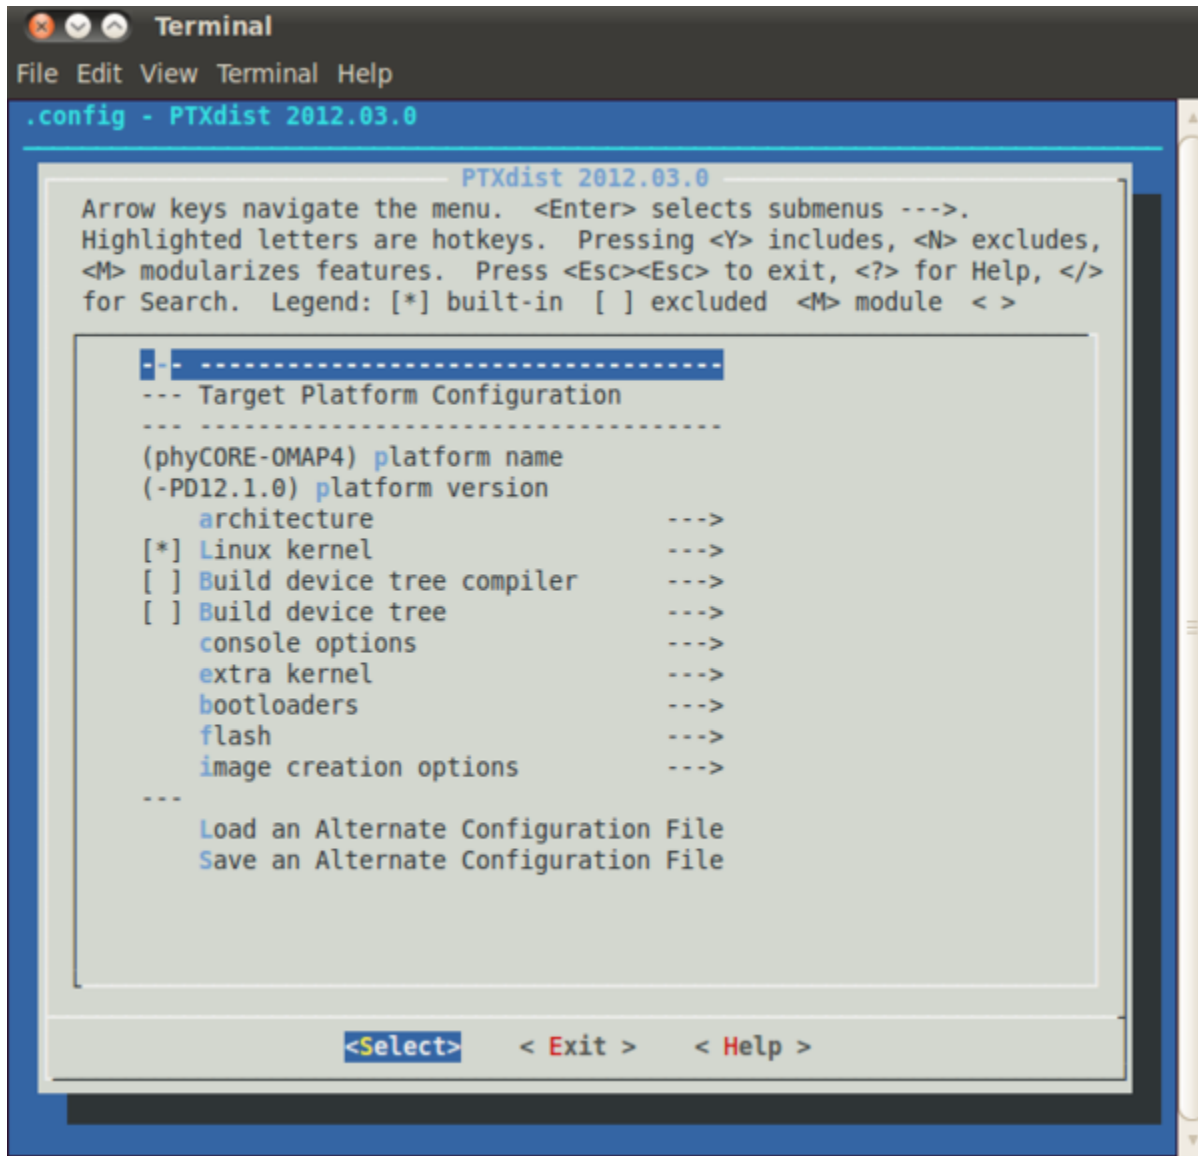 Terminal
File Edit View Terminal Help
.config - PTXdist 2012.03.0
PTXdist 2012.03.0
Arrow keys navigate the menu.  <Enter> selects submenus --->.
Highlighted letters are hotkeys.  Pressing <Y> includes, <N> excludes,
<M> modularizes features.  Press <Esc><Esc> to exit, <?> for Help, </>
for Search.  Legend: [*] built-in  [ ] excluded  <M> module  < >
--- ------------------------------------
--- Target Platform Configuration
--- ------------------------------------
(phyCORE-OMAP4) platform name
(-PD12.1.0) platform version
architecture --->
[*] Linux kernel --->
[ ] Build device tree compiler --->
[ ] Build device tree --->
console options --->
extra kernel --->
bootloaders --->
flash --->
image creation options --->
---
Load an Alternate Configuration File
Save an Alternate Configuration File
<Select> < Exit > < Help >